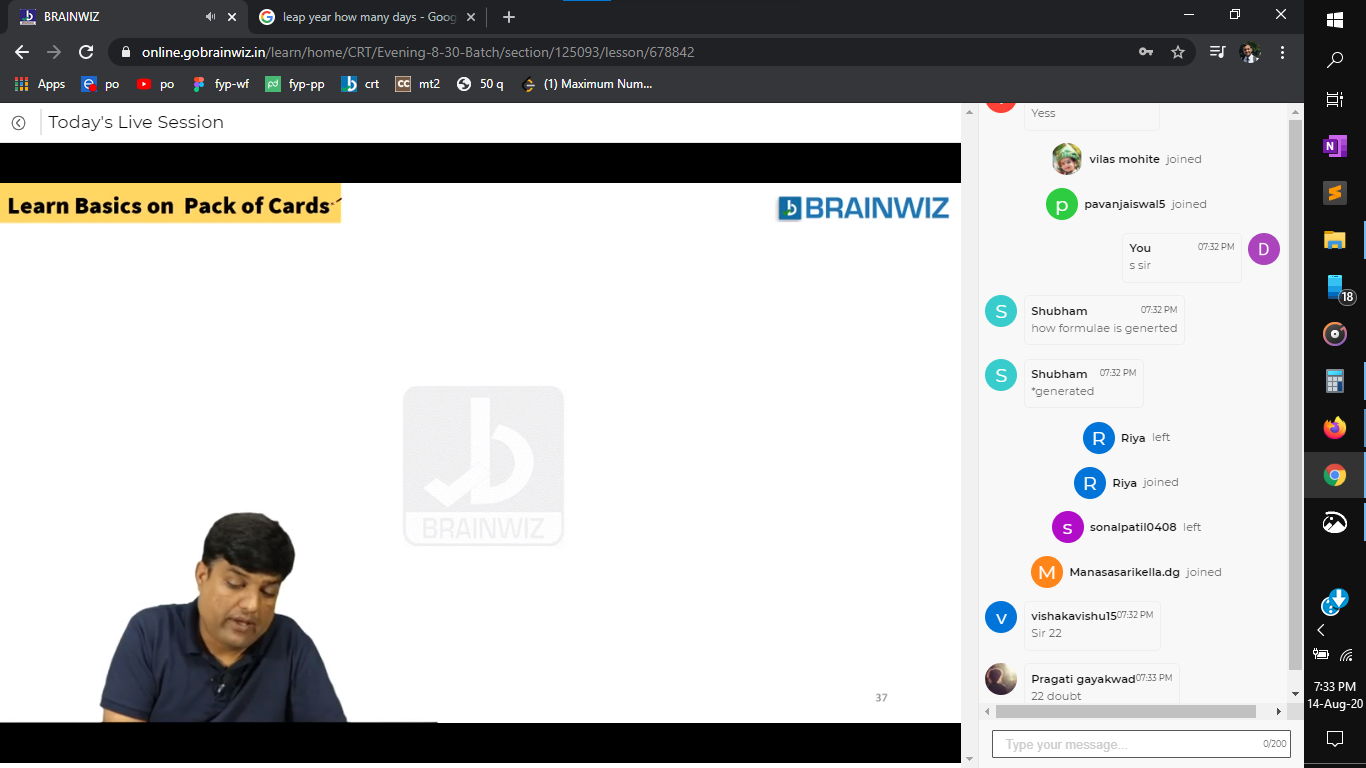 BRAINWIZ
leap year how many days - Goog
online.gobrainwiz.in/learn/home/CRT/Evening-8-30-Batch/section/125093/lesson/678842
Apps po po fyp-wf fyp-pp crt CC mt2 50 q (1) Maximum Num...
Today's Live Session
Learn Basics on Pack of Cards
BRAINWIZ
BRAINWIZ
37
Yess
vilas mohite joined
p pavanjaiswal5 joined
You 07:32 PM D
s sir
S Shubham 07:32 PM
how formulae is generted
S Shubham 07:32 PM
*generated
R Riya left
R Riya joined
s sonalpatil0408 left
M Manasasarikella.dg joined
v vishakavishu15 07:32 PM
Sir 22
Pragati gayakwad 07:33 PM
22 doubt
Type your message... 0/200
N
18
7:33 PM
14-Aug-20